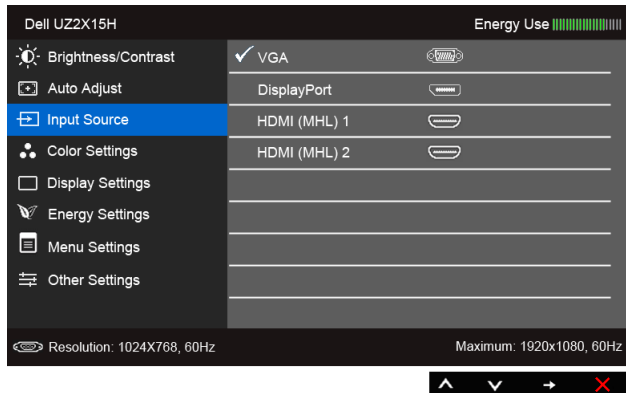 Dell UZ2X15H
Energy Use
Brightness/Contrast
Auto Adjust
Input Source
Color Settings
Display Settings
Energy Settings
Menu Settings
Other Settings
VGA
DisplayPort
HDMI (MHL) 1
HDMI (MHL) 2
Resolution: 1024X768, 60Hz
Maximum: 1920x1080, 60Hz